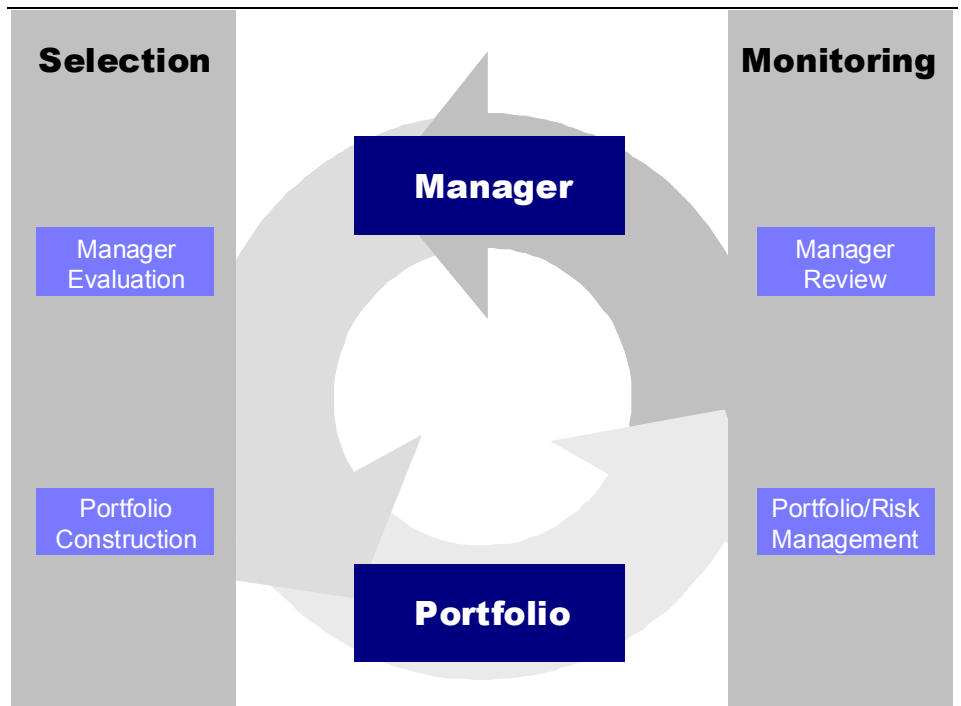 Selection
Monitoring
Manager
Manager
Evaluation
Manager
Review
Portfolio
Construction
Portfolio/Risk
Management
Portfolio